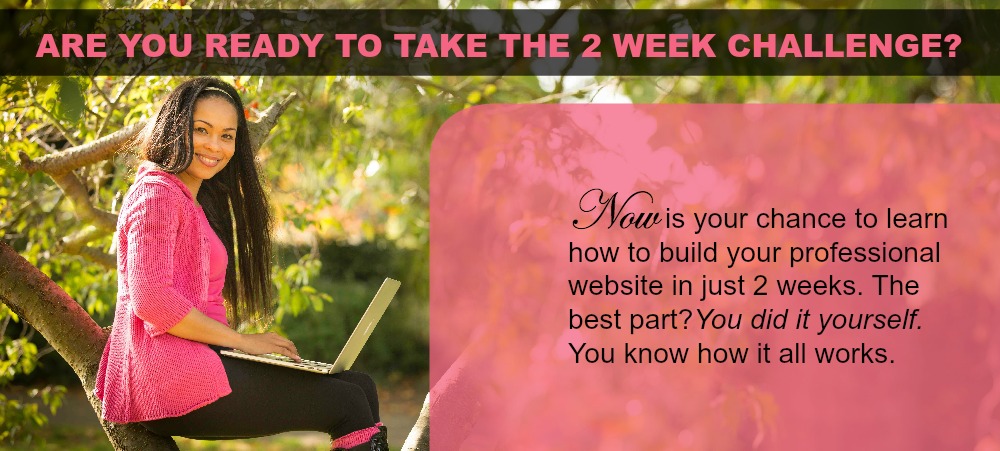 ARE YOU READY TO TAKE THE 2 WEEK CHALLENGE?
Now is your chance to learn
how to build your professional
website in just 2 weeks. The
best part?You did it yourself.
You know how it all works.